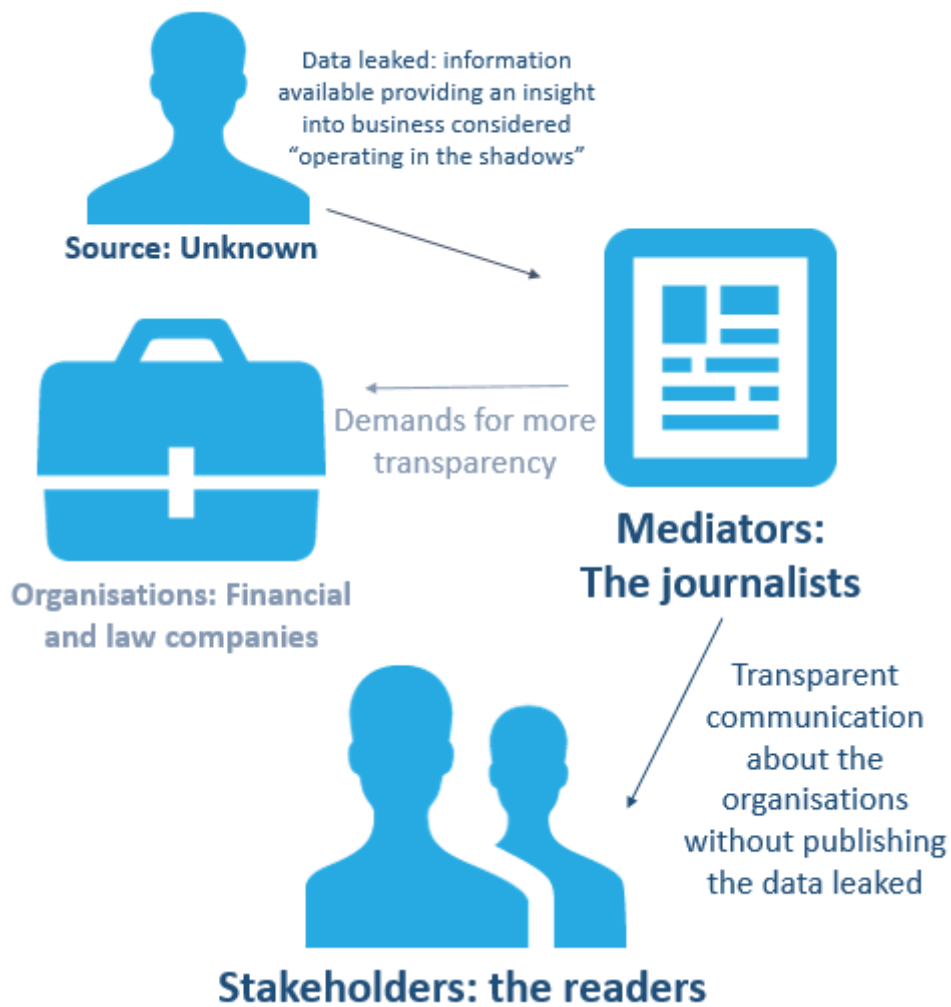 Data leaked: information
available providing an insight
into business considered
“operating in the shadows”
Source: Unknown
Demands for more
transparency
Mediators:
The journalists
Organisations: Financial
and law companies
Transparent
communication
about the
organisations
without publishing
the data leaked
Stakeholders: the readers